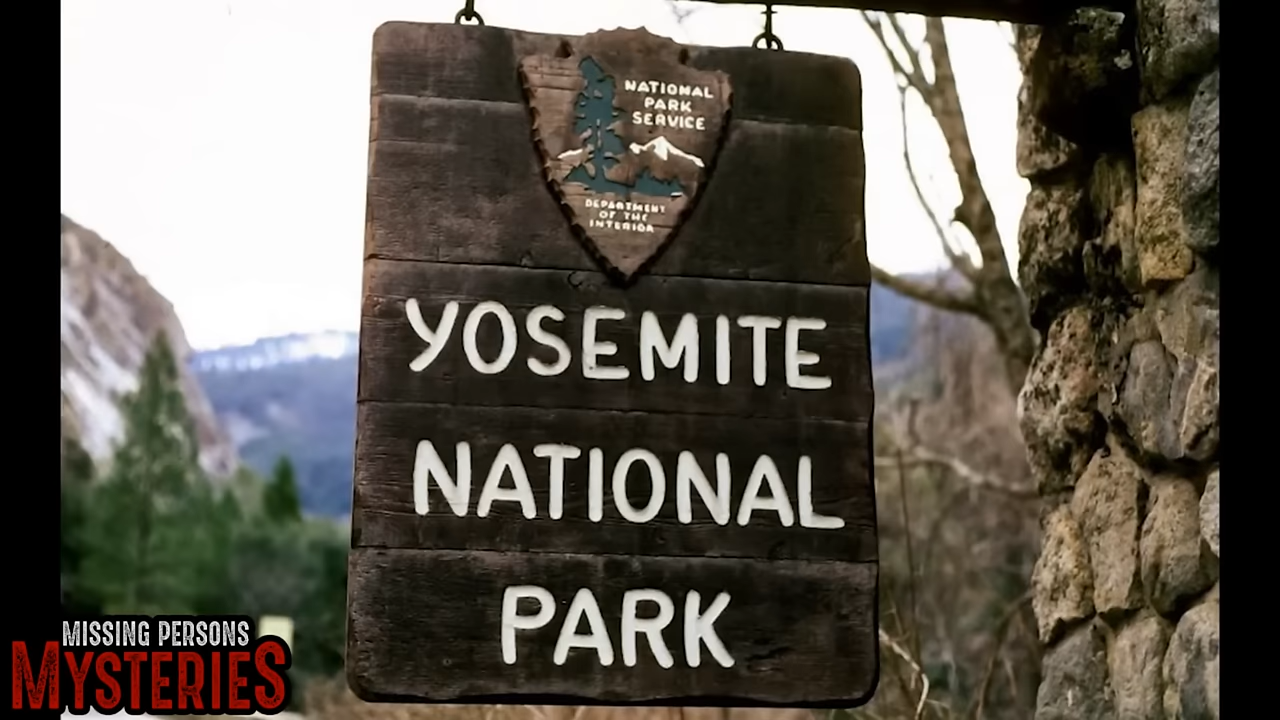 NATIONAL
PARK
SERVICE
DEPARTMENT
OF THE
INTERIOR
YOSEMITE
NATIONAL
PARK
MISSING PERSONS
MYSTERIES